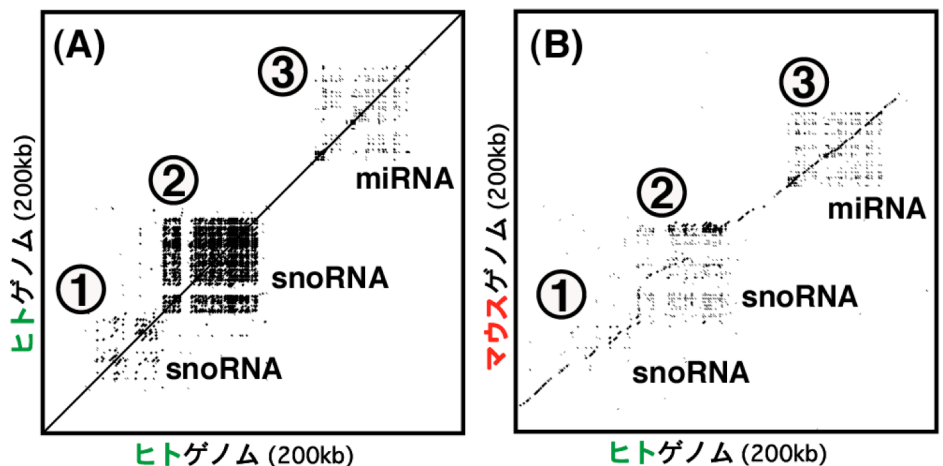 (A)
③
miRNA
②
snoRNA
①
snoRNA
ヒトゲノム (200kb)
ヒトゲノム (200kb)
(B)
③
miRNA
②
snoRNA
①
snoRNA
マウスゲノム (200kb)
ヒトゲノム (200kb)